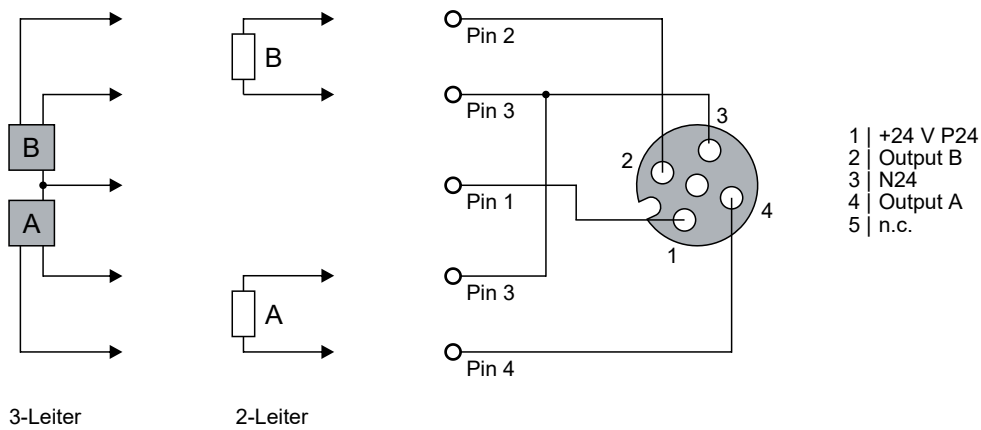 B
A
3-Leiter
B
A
2-Leiter
Pin 2
Pin 3
Pin 1
Pin 3
Pin 4
3
2
4
1
1 | +24 V P24
2 | Output B
3 | N24
4 | Output A
5 | n.c.